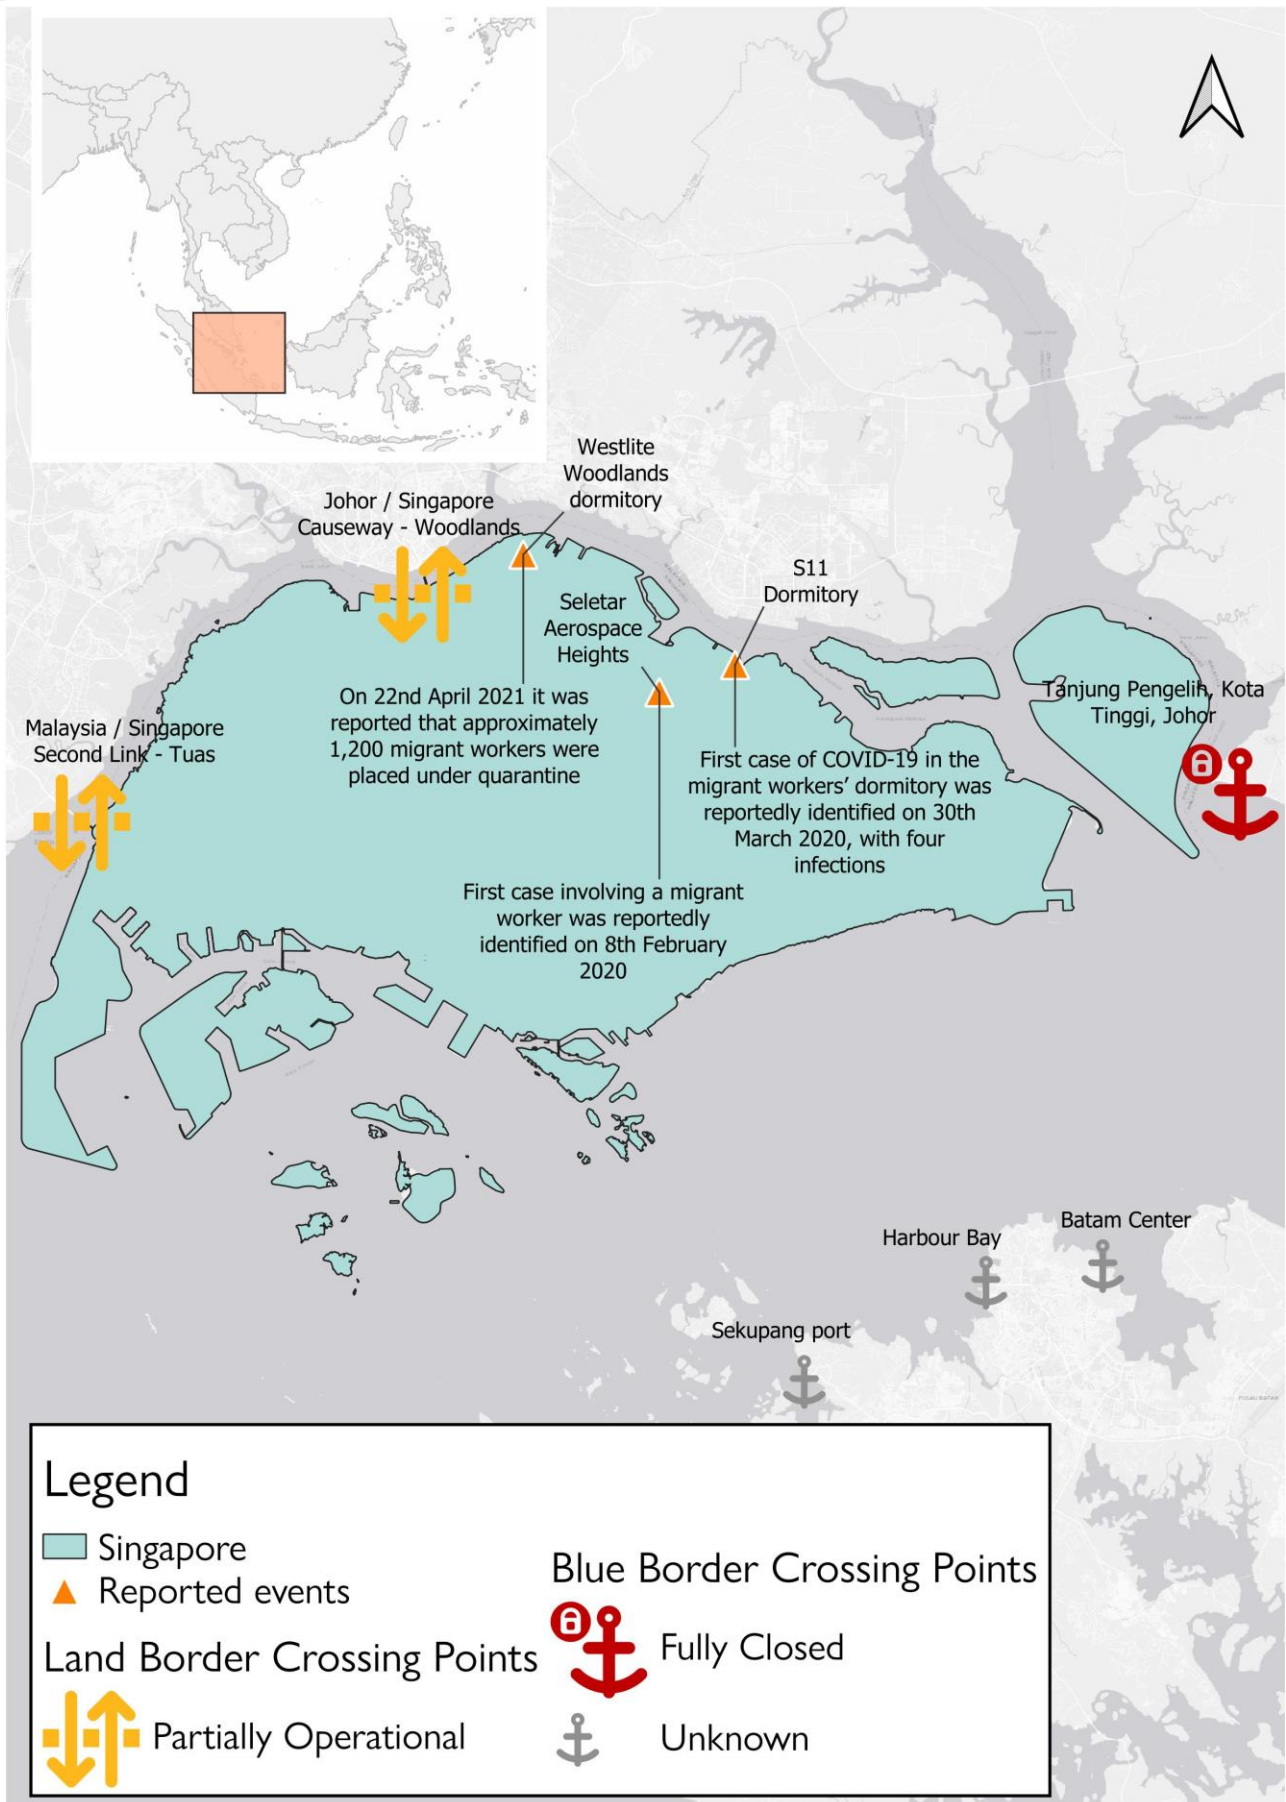 Westlite
Woodlands
dormitory
Johor / Singapore
Causeway - Woodlands
S11
Dormitory
Seletar
Aerospace
Heights
On 22nd April 2021 it was
reported that approximately
1,200 migrant workers were
placed under quarantine
Tanjung Pengelih, Kota
Tinggi, Johor
Malaysia / Singapore
Second Link - Tuas
First case of COVID-19 in the
migrant workers’ dormitory was
reportedly identified on 30th
March 2020, with four
infections
First case involving a migrant
worker was reportedly
identified on 8th February
2020
Batam Center
Harbour Bay
Sekupang port
Legend
Singapore
Reported events
Land Border Crossing Points
Partially Operational
Blue Border Crossing Points
Fully Closed
Unknown